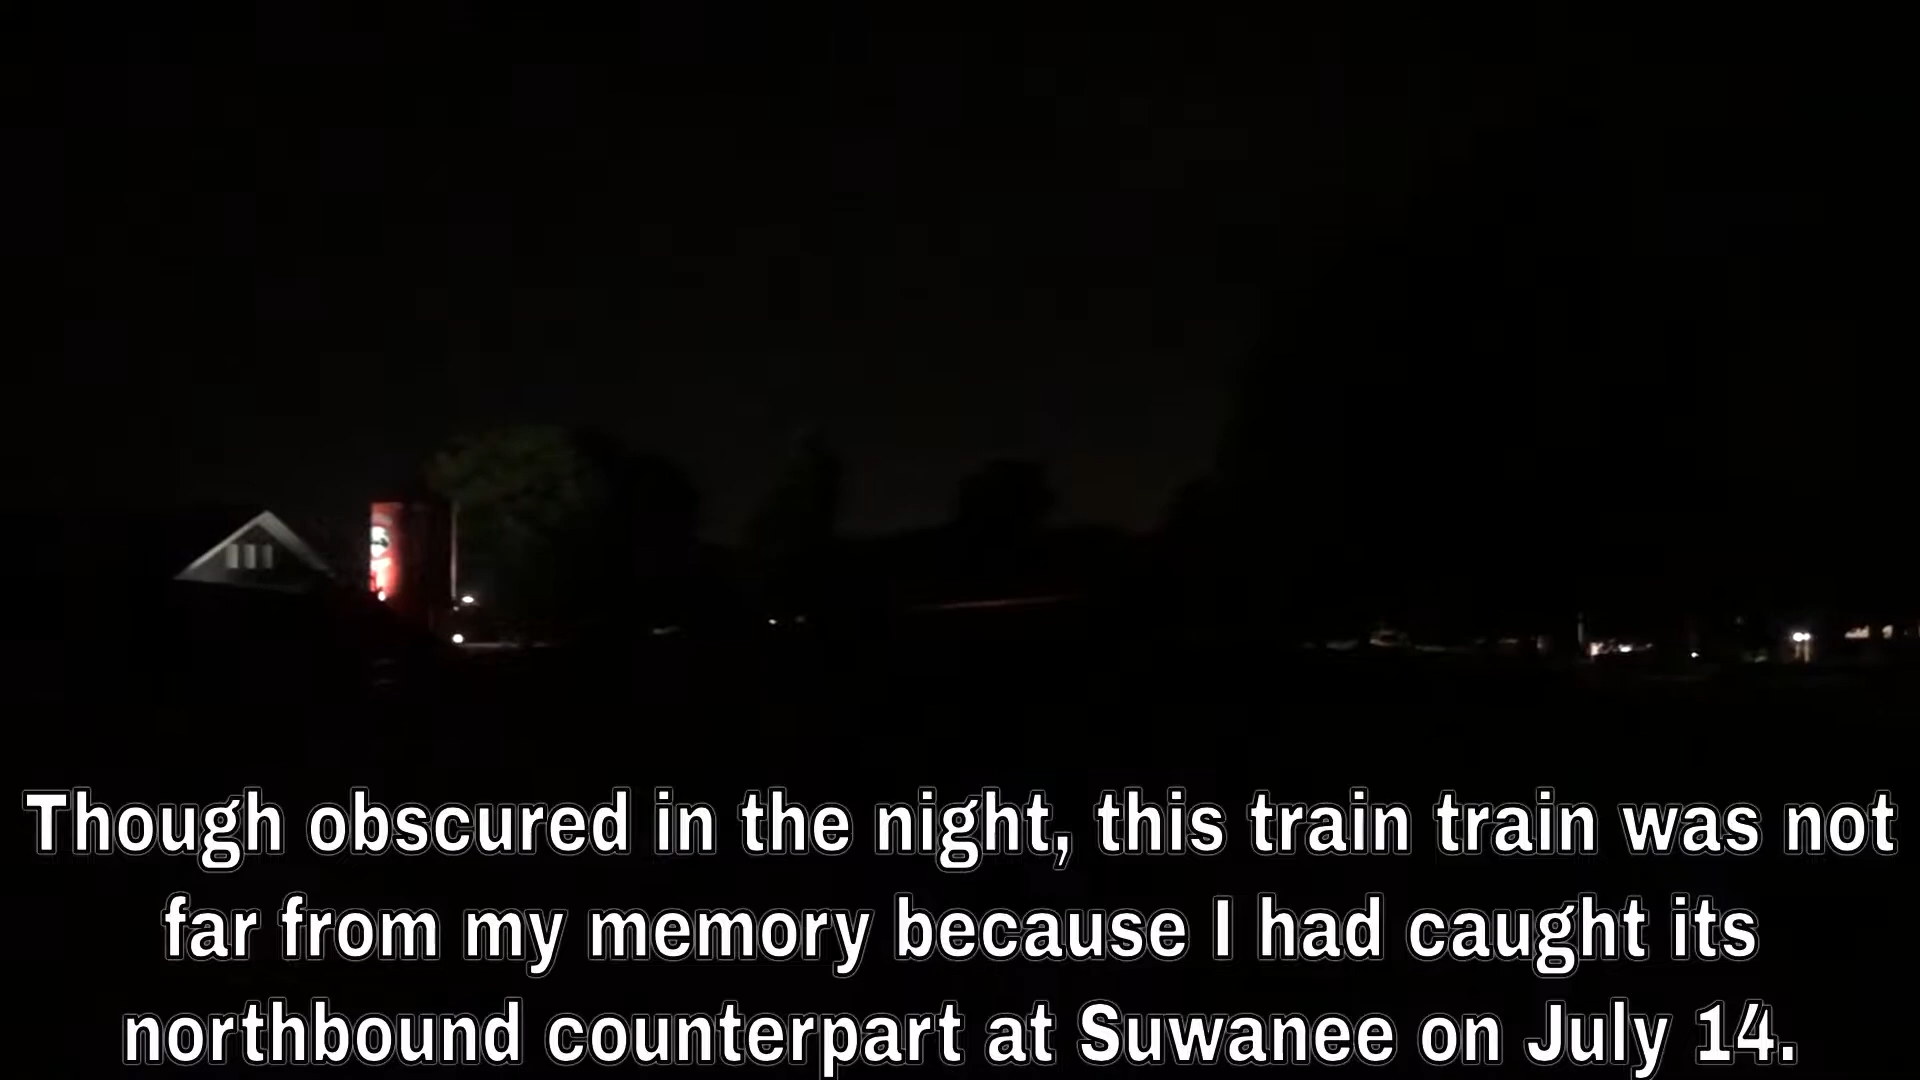 Though obscured in the night, this train train was not
far from my memory because I had caught its
northbound counterpart at Suwanee on July 14.